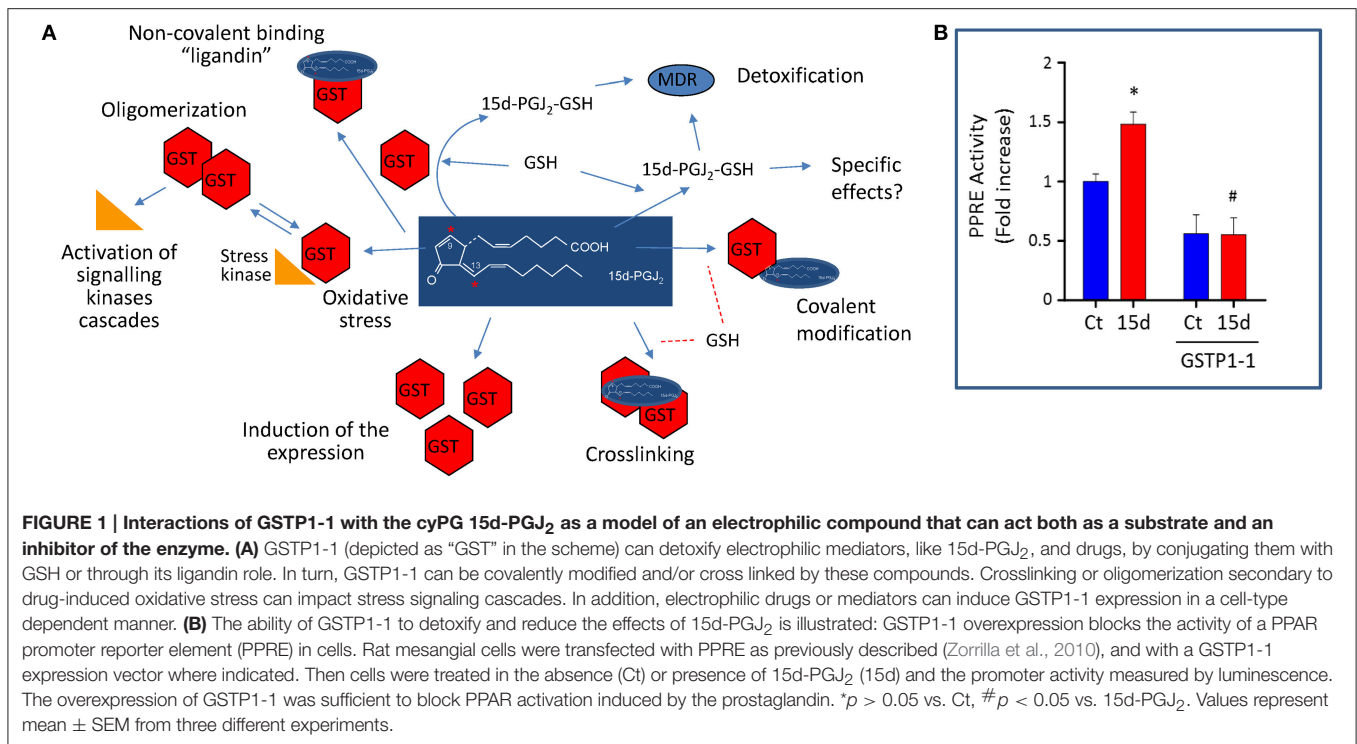 A
Non-covalent binding
"ligandin"
GST
Oligomerization
GST
GST
Activation of
signalling
kinases
cascades
Stress
kinase
GST
Oxidative
stress
GST
15d-PGJ₂-GSH
MDR
Detoxification
GSH
15d-PGJ₂-GSH
Specific
effects?
9
13
O
COOH
15d-PGJ₂
GST
Covalent
modification
GSH
GST
GST
GST
Induction of the
expression
GST
Crosslinking
B
PPRE Activity
(Fold increase)
2
1.5
1
0.5
0
*
#
Ct 15d Ct 15d
GSTP1-1
FIGURE 1 | Interactions of GSTP1-1 with the cyPG 15d-PGJ₂ as a model of an electrophilic compound that can act both as a substrate and an
inhibitor of the enzyme. (A) GSTP1-1 (depicted as "GST" in the scheme) can detoxify electrophilic mediators, like 15d-PGJ₂, and drugs, by conjugating them with
GSH or through its ligandin role. In turn, GSTP1-1 can be covalently modified and/or cross linked by these compounds. Crosslinking or oligomerization secondary to
drug-induced oxidative stress can impact stress signaling cascades. In addition, electrophilic drugs or mediators can induce GSTP1-1 expression in a cell-type
dependent manner. (B) The ability of GSTP1-1 to detoxify and reduce the effects of 15d-PGJ₂ is illustrated: GSTP1-1 overexpression blocks the activity of a PPAR
promoter reporter element (PPRE) in cells. Rat mesangial cells were transfected with PPRE as previously described (Zorrilla et al., 2010), and with a GSTP1-1
expression vector where indicated. Then cells were treated in the absence (Ct) or presence of 15d-PGJ₂ (15d) and the promoter activity measured by luminescence.
The overexpression of GSTP1-1 was sufficient to block PPAR activation induced by the prostaglandin. *p > 0.05 vs. Ct, #p < 0.05 vs. 15d-PGJ₂. Values represent
mean ± SEM from three different experiments.